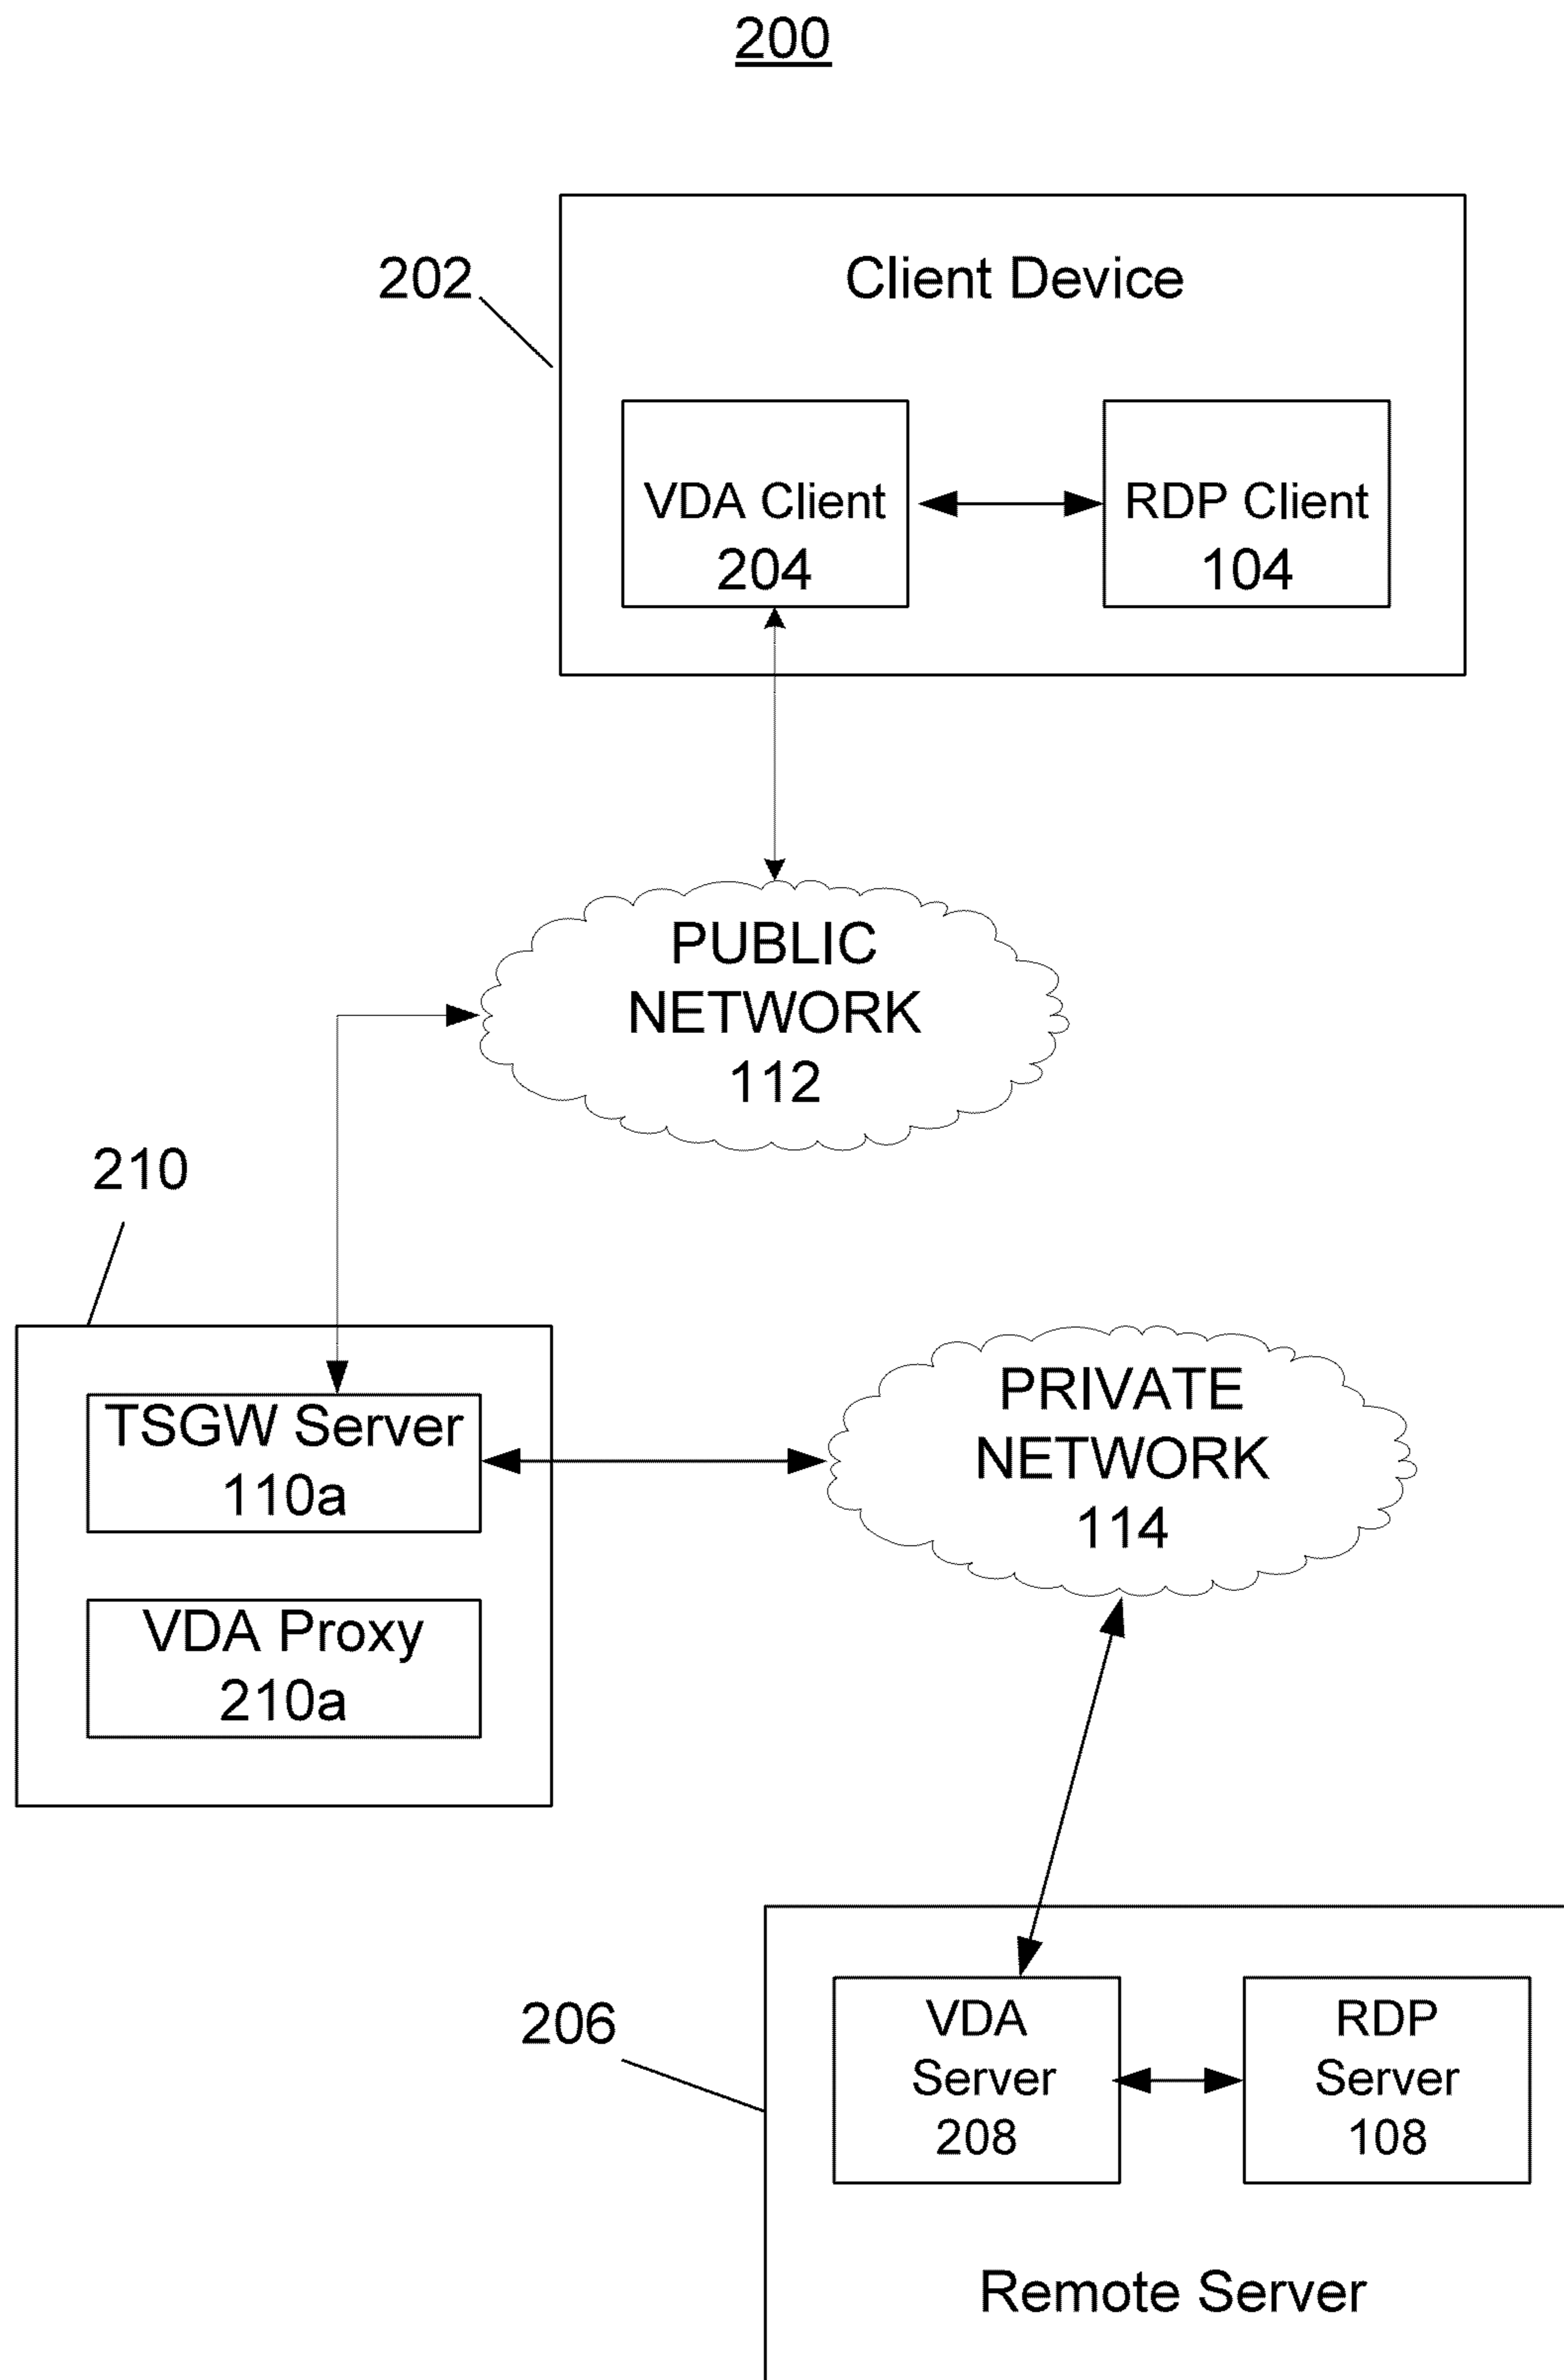 200
202
Client Device
VDA Client
204
RDP Client
104
PUBLIC
NETWORK
112
210
TSGW Server
110a
VDA Proxy
210a
PRIVATE
NETWORK
114
206
VDA
Server
208
RDP
Server
108
Remote Server